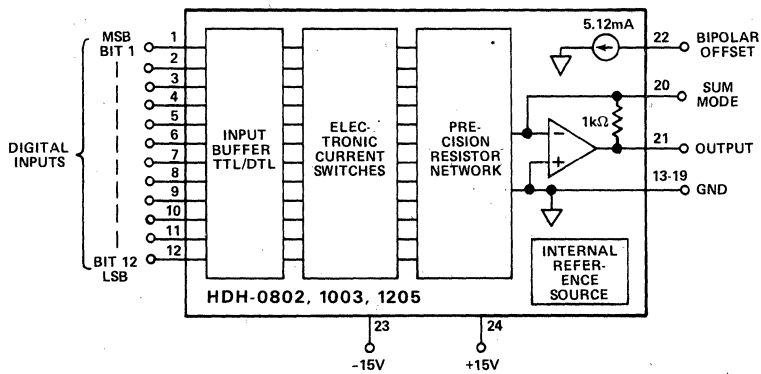 5.12mA
22
BIPOLAR
OFFSET
MSB
BIT 1
1
2
3
4
5
6
7
8
9
10
11
12
BIT 12
LSB
DIGITAL
INPUTS
INPUT
BUFFER
TTL/DTL
ELEC-
TRONIC
CURRENT
SWITCHES
PRE-
CISION
RESISTOR
NETWORK
20
SUM
MODE
1kΩ
−
+
21
OUTPUT
13-19
GND
INTERNAL
REFER-
ENCE
SOURCE
HDH-0802, 1003, 1205
23
−15V
24
+15V